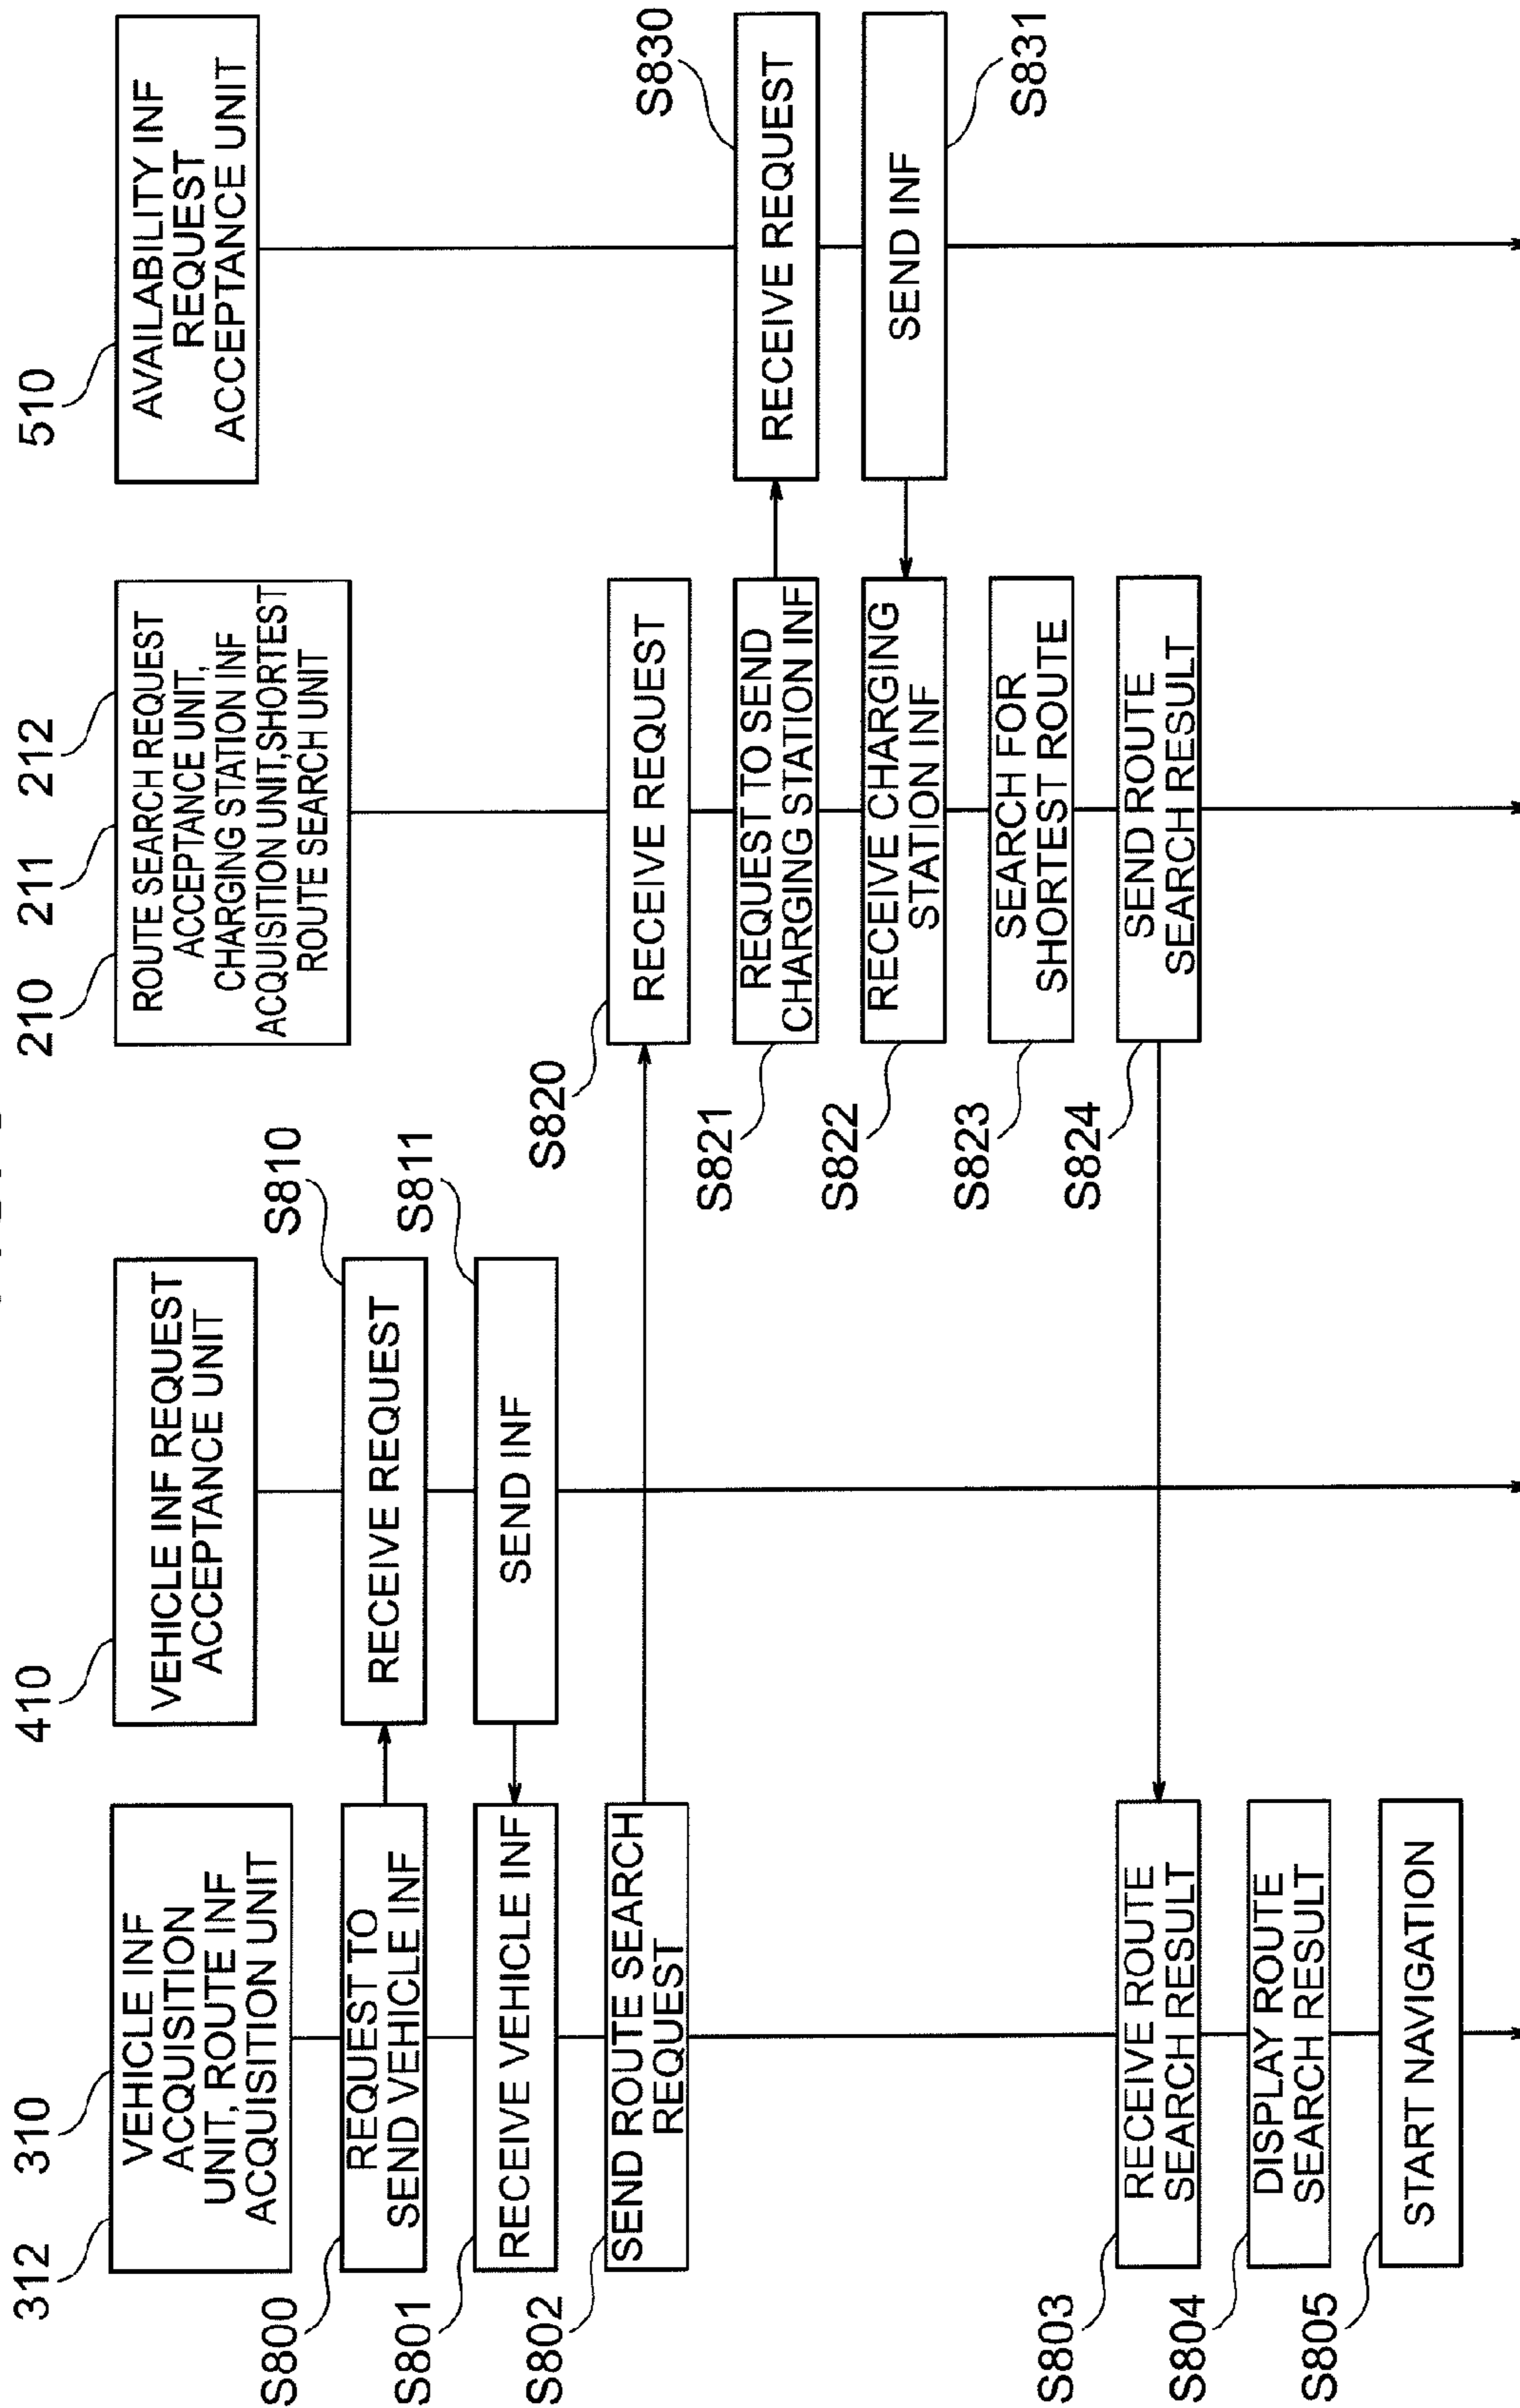 312
310
VEHICLE INF
ACQUISITION
UNIT, ROUTE INF
ACQUISITION UNIT
410
VEHICLE INF REQUEST
ACCEPTANCE UNIT
210
211
212
ROUTE SEARCH REQUEST
ACCEPTANCE UNIT,
CHARGING STATION INF
ACQUISITION UNIT,SHORTEST
ROUTE SEARCH UNIT
510
AVAILABILITY INF
REQUEST
ACCEPTANCE UNIT
S800
REQUEST TO
SEND VEHICLE INF
S810
RECEIVE REQUEST
S801
RECEIVE VEHICLE INF
S811
SEND INF
S802
SEND ROUTE SEARCH
REQUEST
S820
RECEIVE REQUEST
S821
REQUEST TO SEND
CHARGING STATION INF
S830
RECEIVE REQUEST
S822
RECEIVE CHARGING
STATION INF
S831
SEND INF
S823
SEARCH FOR
SHORTEST ROUTE
S824
SEND ROUTE
SEARCH RESULT
S803
RECEIVE ROUTE
SEARCH RESULT
S804
DISPLAY ROUTE
SEARCH RESULT
S805
START NAVIGATION